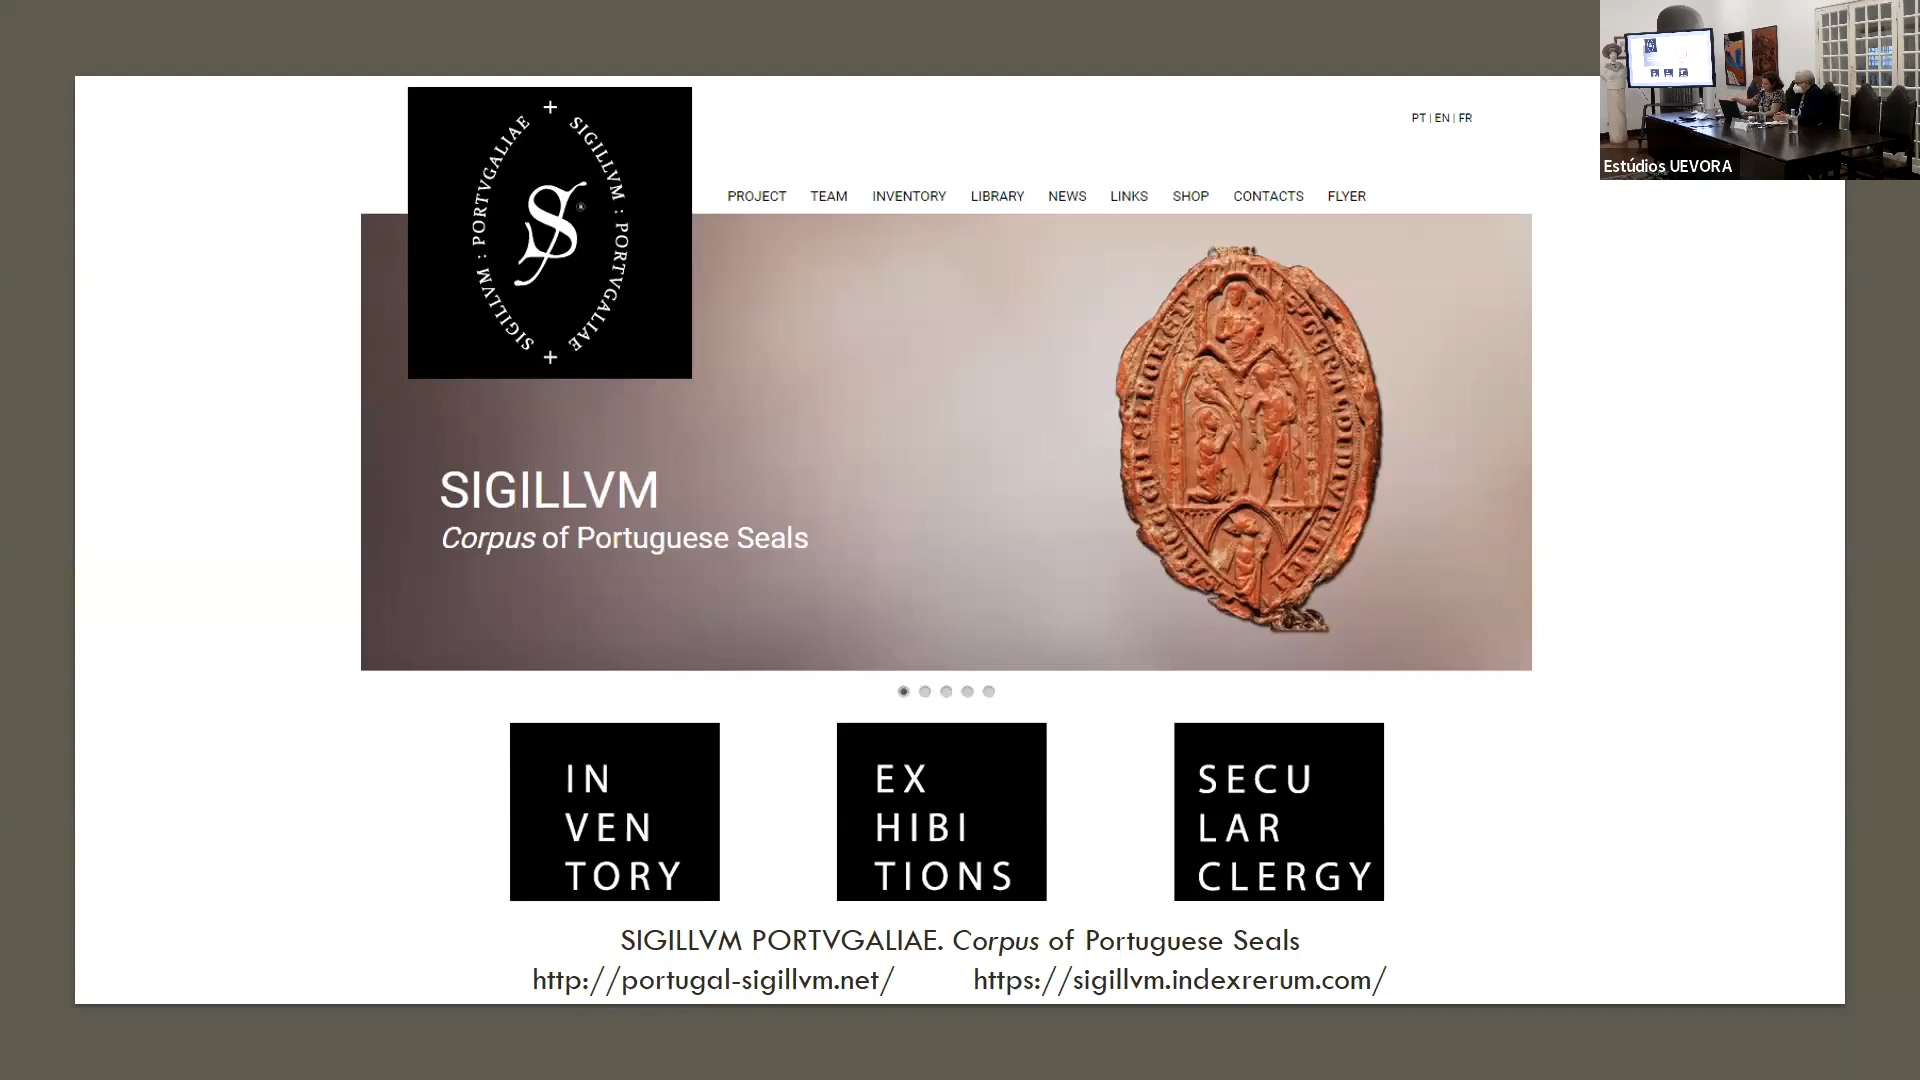 SIGILLVM : PORTVGALIAE
SIGILLVM : PORTVGALIAE
S
PT | EN | FR
Estúdios UEVORA
PROJECT TEAM INVENTORY LIBRARY NEWS LINKS SHOP CONTACTS FLYER
SIGILLVM
Corpus of Portuguese Seals
IN
VEN
TORY
EX
HIBI
TIONS
SECU
LAR
CLERGY
SIGILLVM PORTVGALIAE. Corpus of Portuguese Seals
http://portugal-sigillvm.net/ https://sigillvm.indexrerum.com/